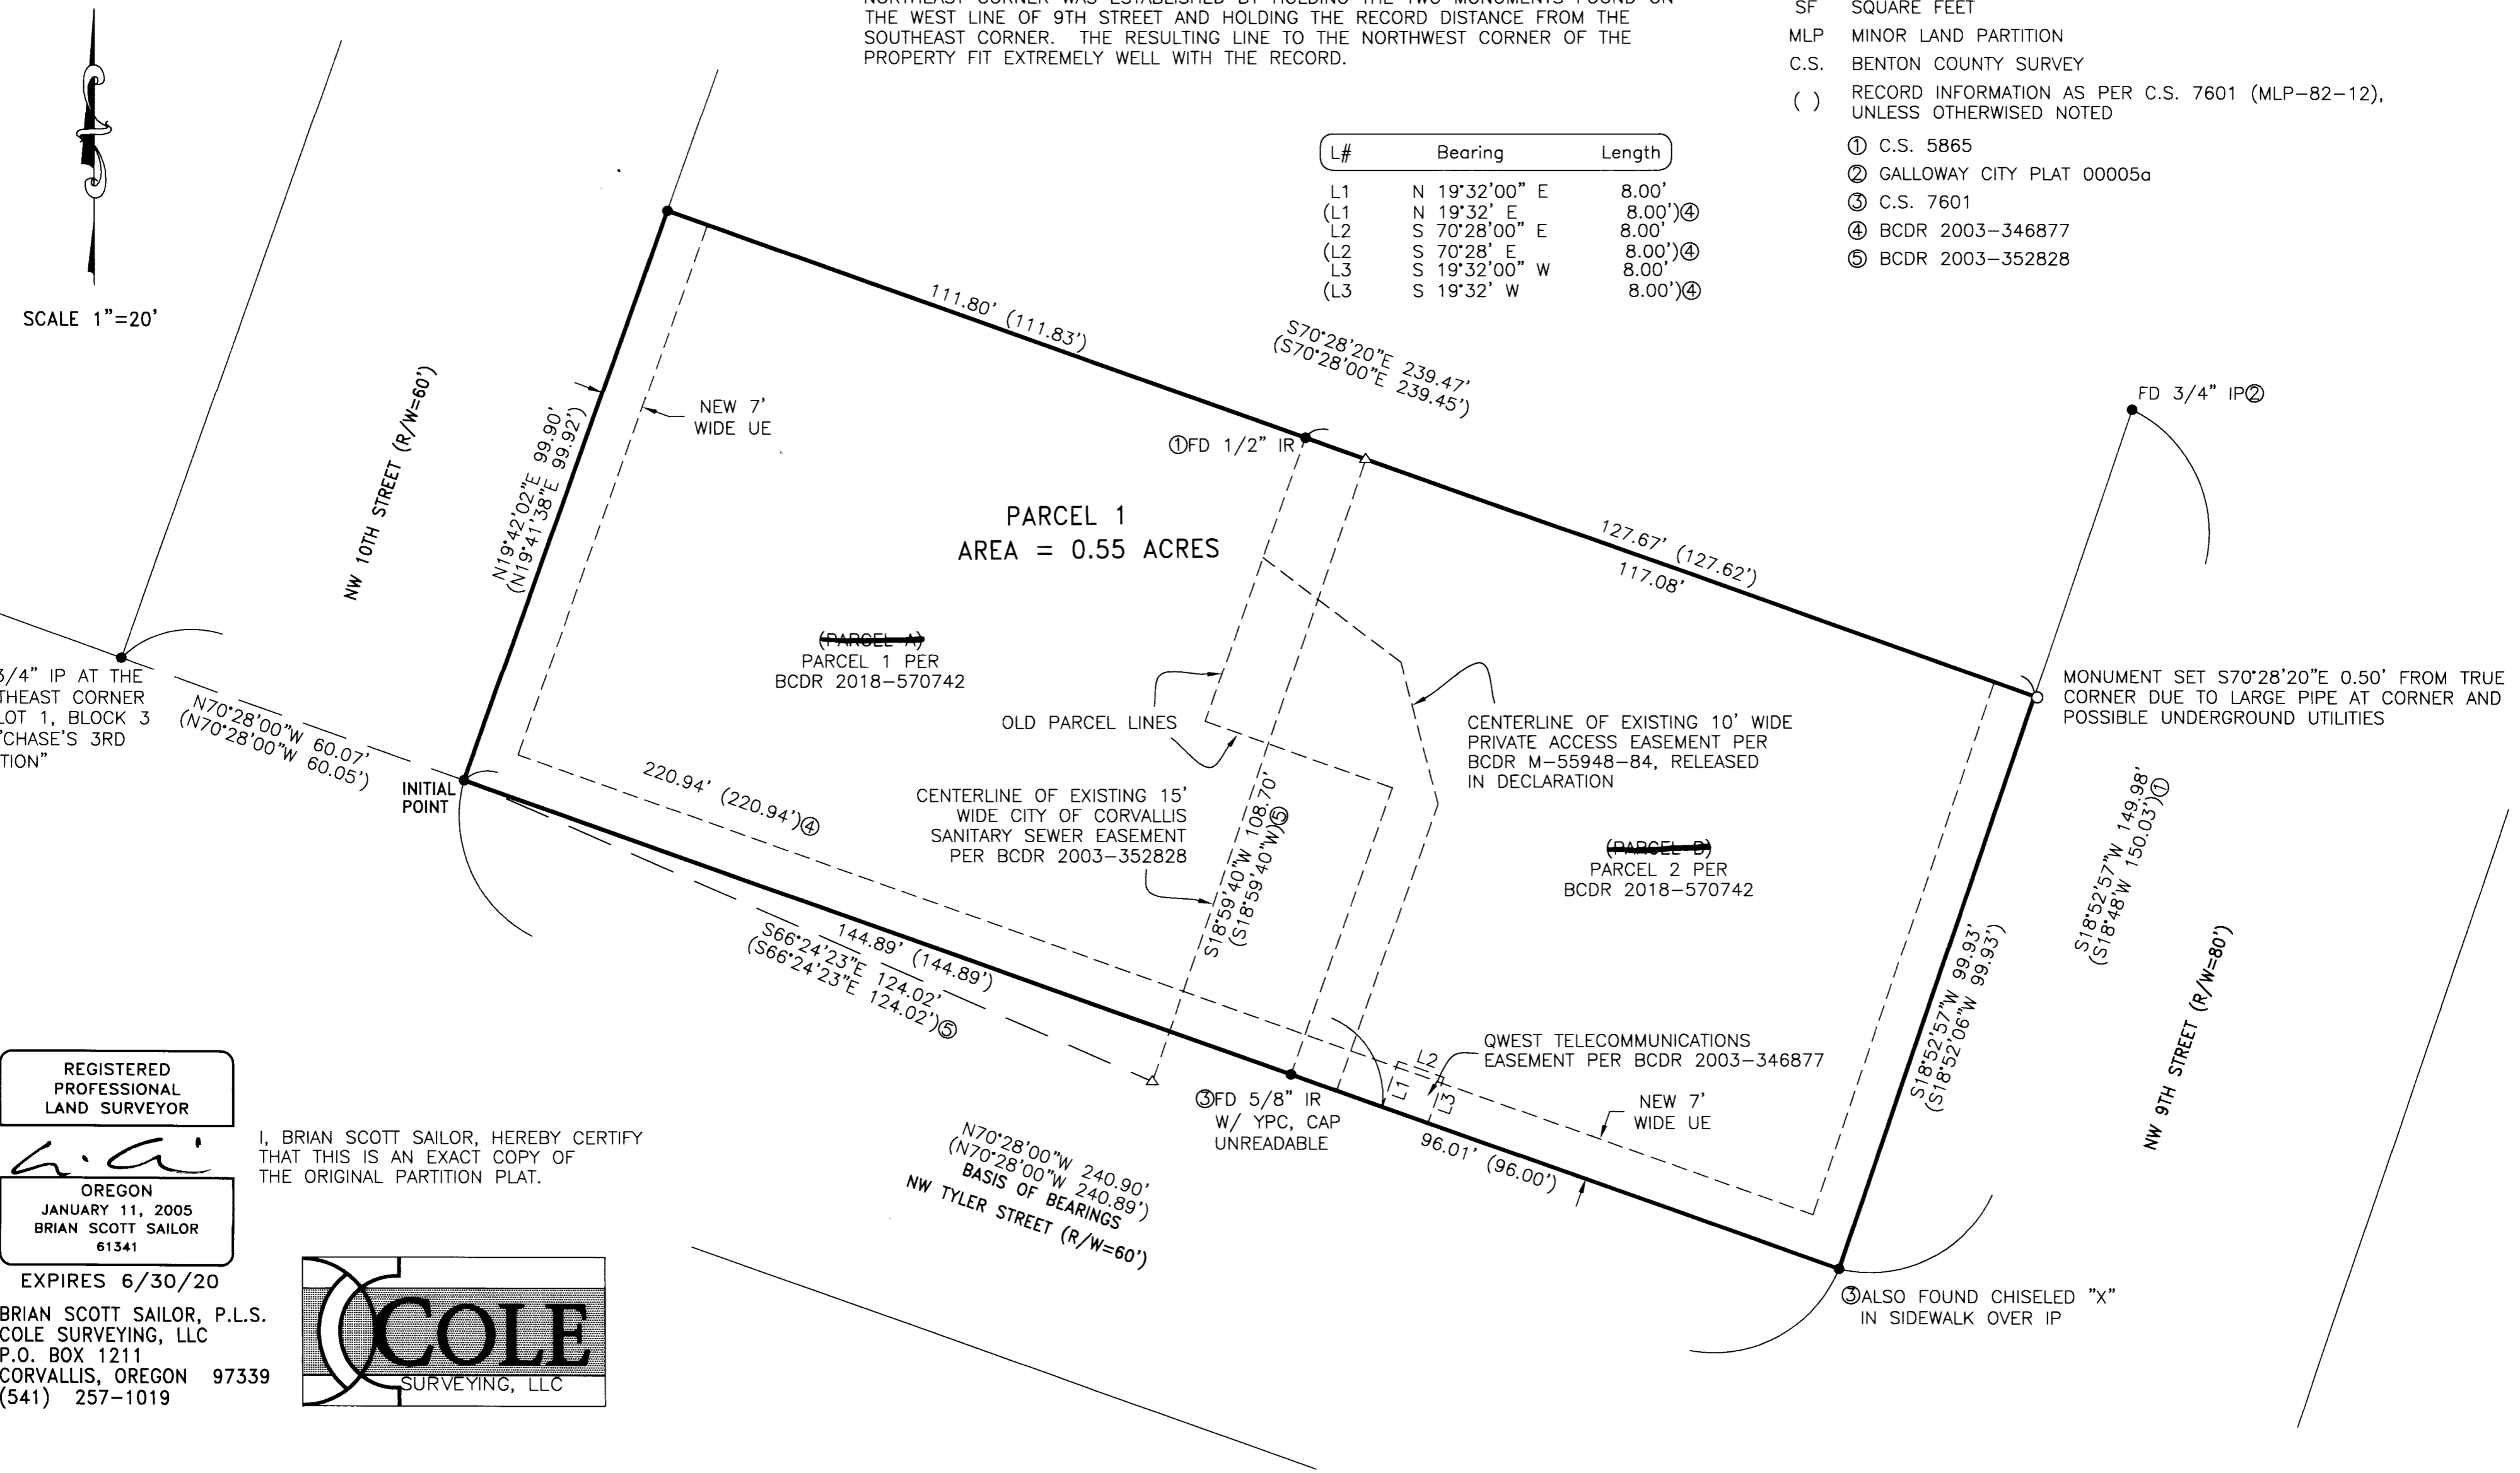 THE WEST LINE OF 9TH STREET AND HOLDING THE RECORD DISTANCE FROM THE
SOUTHEAST CORNER. THE RESULTING LINE TO THE NORTHWEST CORNER OF THE
PROPERTY FIT EXTREMELY WELL WITH THE RECORD.
SF SQUARE FEET
MLP MINOR LAND PARTITION
C.S. BENTON COUNTY SURVEY
( ) RECORD INFORMATION AS PER C.S. 7601 (MLP-82-12),
UNLESS OTHERWISED NOTED
① C.S. 5865
② GALLOWAY CITY PLAT 00005a
③ C.S. 7601
④ BCDR 2003-346877
⑤ BCDR 2003-352828
L# Bearing Length
L1 N 19°32'00" E 8.00'
(L1 N 19°32' E 8.00')④
L2 S 70°28'00" E 8.00'
(L2 S 70°28' E 8.00')④
L3 S 19°32'00" W 8.00'
(L3 S 19°32' W 8.00')④
SCALE 1"=20'
111.80' (111.83')
S70°28'20"E 239.47'
(S70°28'00"E 239.45')
FD 3/4" IP②
NEW 7'
WIDE UE
①FD 1/2" IR
NW 10TH STREET (R/W=60')
N19°42'02"E 99.90'
(N19°41'38"E 99.92')
PARCEL 1
AREA = 0.55 ACRES
127.67' (127.62')
117.08'
(PARCEL A)
PARCEL 1 PER
BCDR 2018-570742
3/4" IP AT THE
THEAST CORNER
LOT 1, BLOCK 3
"CHASE'S 3RD
TION"
N70°28'00"W 60.07'
(N70°28'00"W 60.05')
INITIAL
POINT
OLD PARCEL LINES
CENTERLINE OF EXISTING 10' WIDE
PRIVATE ACCESS EASEMENT PER
BCDR M-55948-84, RELEASED
IN DECLARATION
MONUMENT SET S70°28'20"E 0.50' FROM TRUE
CORNER DUE TO LARGE PIPE AT CORNER AND
POSSIBLE UNDERGROUND UTILITIES
220.94' (220.94')④
CENTERLINE OF EXISTING 15'
WIDE CITY OF CORVALLIS
SANITARY SEWER EASEMENT
PER BCDR 2003-352828
S18°59'40"W 108.70'
(S18°59'40"W)⑤
(PARCEL B)
PARCEL 2 PER
BCDR 2018-570742
S18°52'57"W 149.98'
(S18°48'W 150.03')①
S18°52'57"W 99.93'
(S18°52'06"W 99.93')
NW 9TH STREET (R/W=80')
144.89' (144.89')
S66°24'23"E 124.02'
(S66°24'23"E 124.02')⑤
QWEST TELECOMMUNICATIONS
EASEMENT PER BCDR 2003-346877
L2
L1
L3
③FD 5/8" IR
W/ YPC, CAP
UNREADABLE
NEW 7'
WIDE UE
96.01' (96.00')
N70°28'00"W 240.90'
(N70°28'00"W 240.89')
BASIS OF BEARINGS
NW TYLER STREET (R/W=60')
③ALSO FOUND CHISELED "X"
IN SIDEWALK OVER IP
REGISTERED
PROFESSIONAL
LAND SURVEYOR
OREGON
JANUARY 11, 2005
BRIAN SCOTT SAILOR
61341
EXPIRES 6/30/20
I, BRIAN SCOTT SAILOR, HEREBY CERTIFY
THAT THIS IS AN EXACT COPY OF
THE ORIGINAL PARTITION PLAT.
BRIAN SCOTT SAILOR, P.L.S.
COLE SURVEYING, LLC
P.O. BOX 1211
CORVALLIS, OREGON 97339
(541) 257-1019
COLE
SURVEYING, LLC